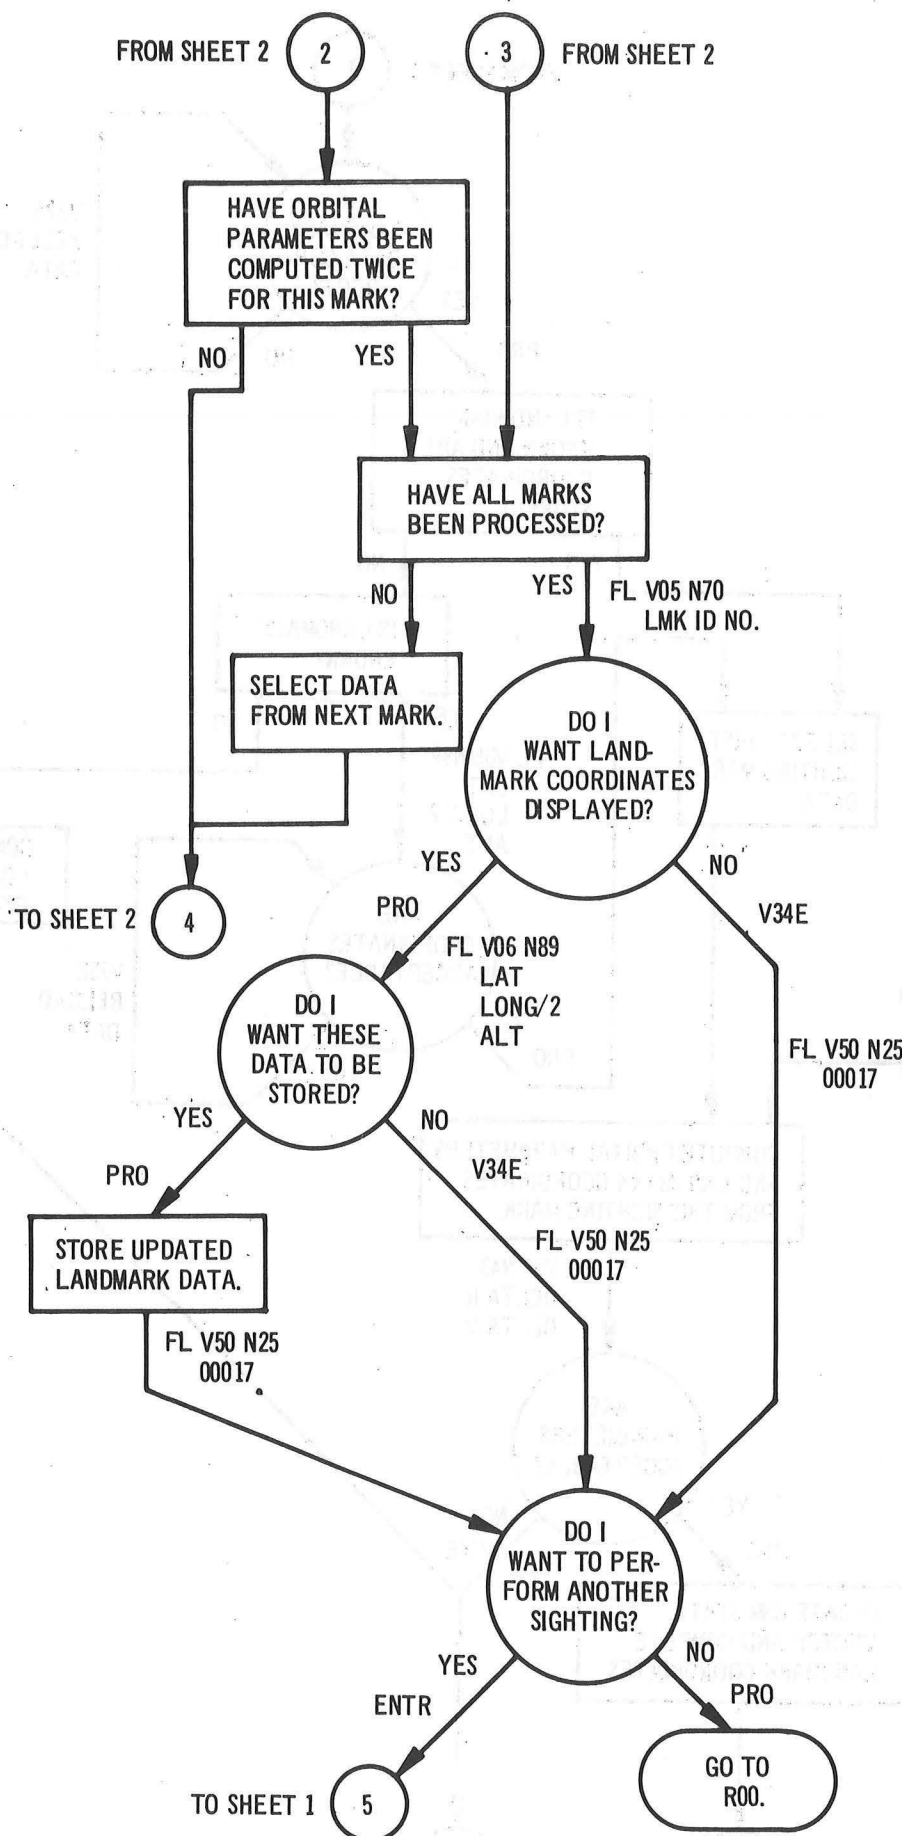 FROM SHEET 2
2
3
FROM SHEET 2
HAVE ORBITAL
PARAMETERS BEEN
COMPUTED TWICE
FOR THIS MARK?
NO
YES
HAVE ALL MARKS
BEEN PROCESSED?
NO
YES
FL V05 N70
LMK ID NO.
SELECT DATA
FROM NEXT MARK.
DO I
WANT LAND-
MARK COORDINATES
DISPLAYED?
YES
NO
PRO
V34E
TO SHEET 2
4
FL V06 N89
LAT
LONG/2
ALT
DO I
WANT THESE
DATA TO BE
STORED?
FL V50 N25
00017
YES
NO
PRO
V34E
STORE UPDATED
LANDMARK DATA.
FL V50 N25
00017
FL V50 N25
00017
DO I
WANT TO PER-
FORM ANOTHER
SIGHTING?
YES
NO
ENTR
PRO
TO SHEET 1
5
GO TO
R00.